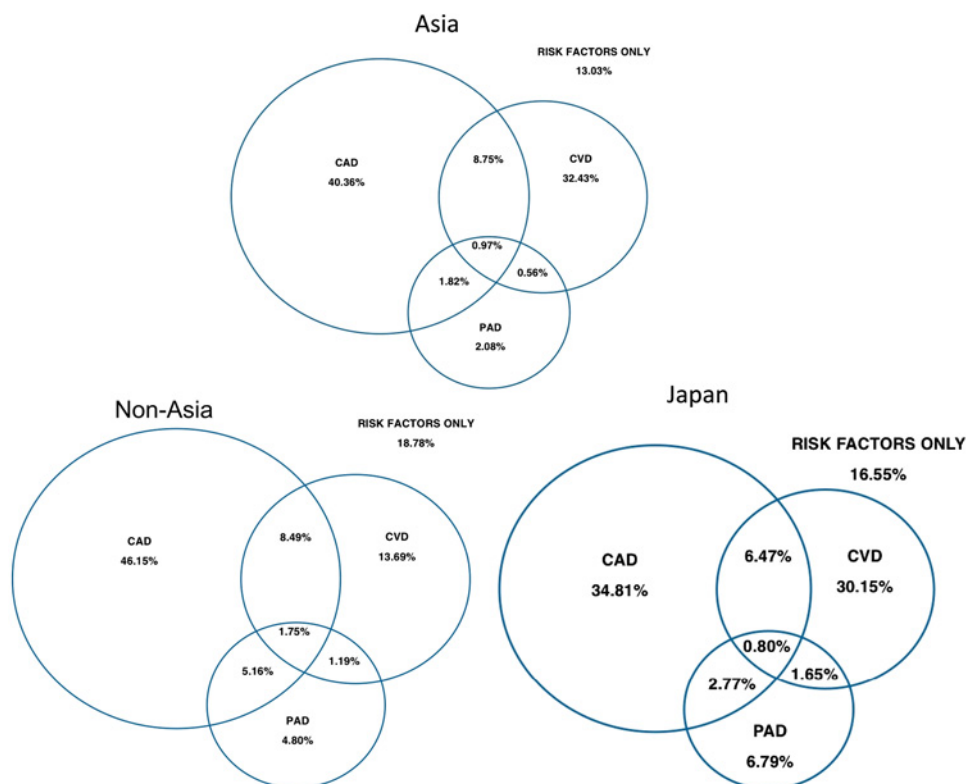 Asia
RISK FACTORS ONLY
13.03%
CAD
40.36%
8.75%
CVD
32.43%
0.97%
1.82%
0.56%
PAD
2.08%
Non-Asia
RISK FACTORS ONLY
18.78%
CAD
46.15%
8.49%
CVD
13.69%
1.75%
5.16%
1.19%
PAD
4.80%
Japan
RISK FACTORS ONLY
16.55%
CAD
34.81%
6.47%
CVD
30.15%
0.80%
2.77%
1.65%
PAD
6.79%